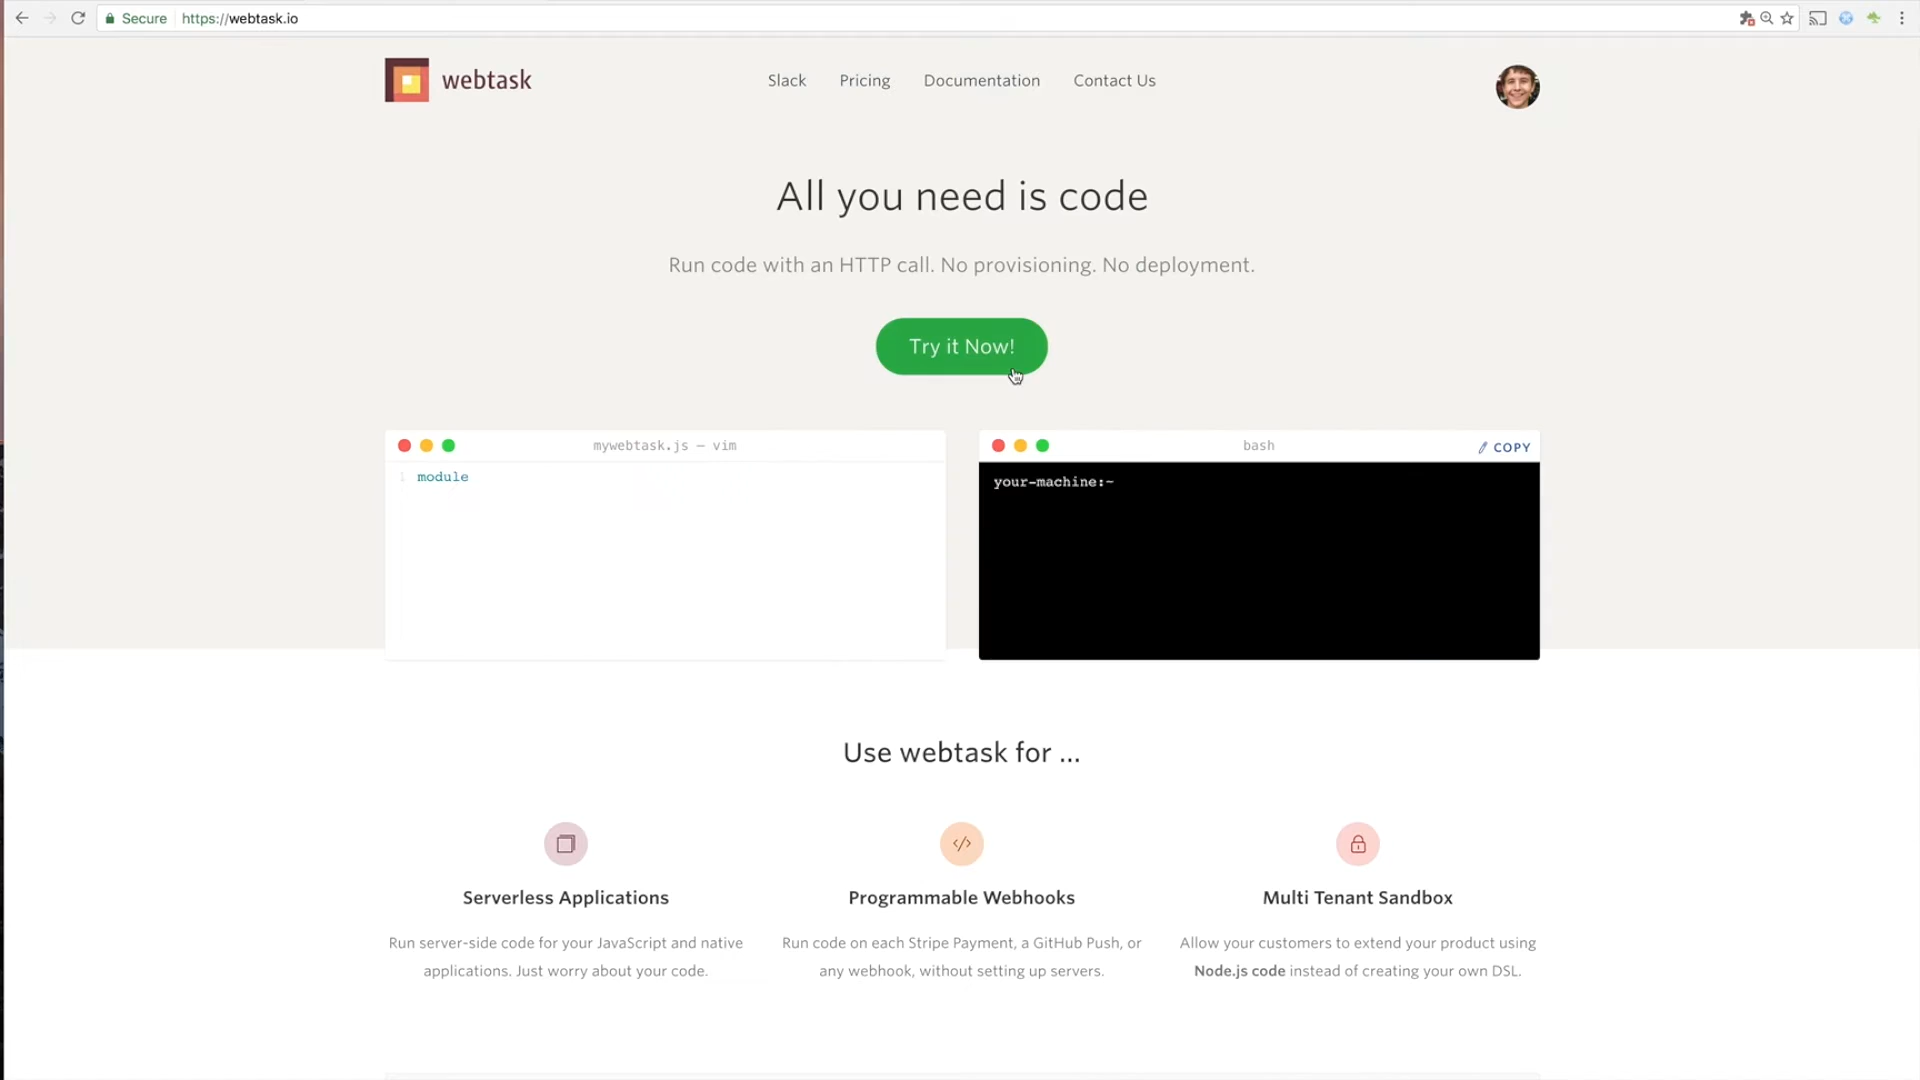 Secure https://webtask.io
webtask Slack Pricing Documentation Contact Us
All you need is code
Run code with an HTTP call. No provisioning. No deployment.
Try it Now!
mywebtask.js — vim
1 module
bash COPY
your-machine:~
Use webtask for ...
Serverless Applications
Run server-side code for your JavaScript and native
applications. Just worry about your code.
Programmable Webhooks
Run code on each Stripe Payment, a GitHub Push, or
any webhook, without setting up servers.
Multi Tenant Sandbox
Allow your customers to extend your product using
Node.js code instead of creating your own DSL.